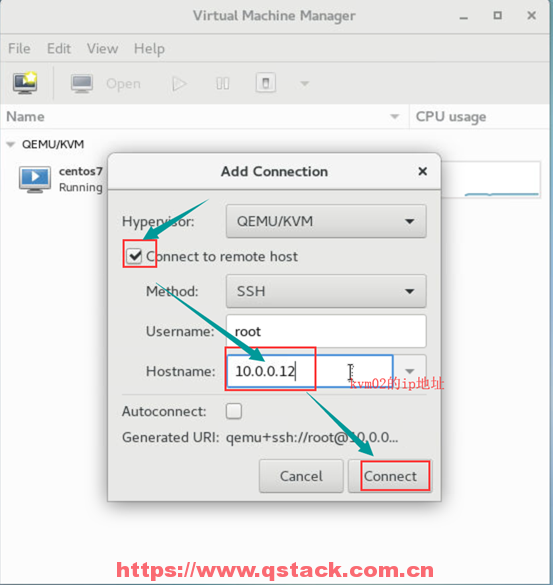 Virtual Machine Manager
File Edit View Help
Open
Name CPU usage
QEMU/KVM
centos7
Running
Add Connection
Hypervisor: QEMU/KVM
Connect to remote host
Method: SSH
Username: root
Hostname: 10.0.0.12
kvm02的ip地址
Autoconnect:
Generated URI: qemu+ssh://root@10.0.0...
Cancel Connect
https://www.qstack.com.cn